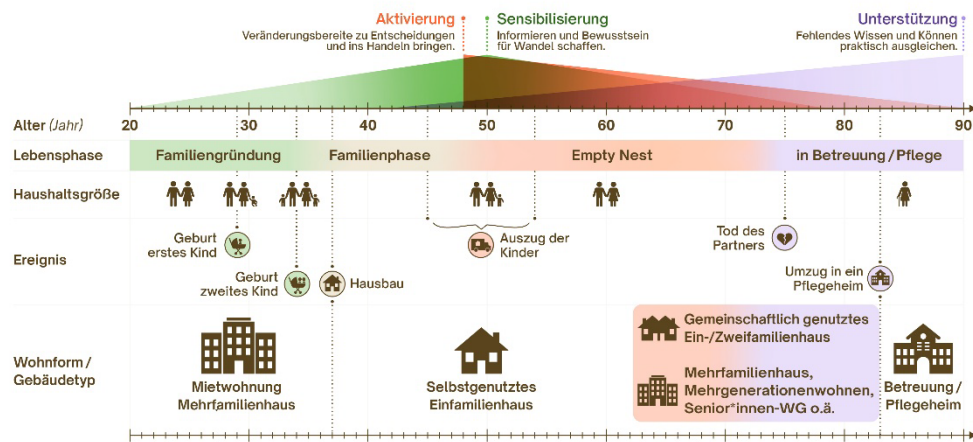 Aktivierung
Veränderungsbereite zu Entscheidungen
und ins Handeln bringen.
Sensibilisierung
Informieren und Bewusstsein
für Wandel schaffen.
Unterstützung
Fehlendes Wissen und Können
praktisch ausgleichen.
Alter (Jahr)
20 30 40 50 60 70 80 90
Lebensphase
Familiengründung
Familienphase
Empty Nest
in Betreuung / Pflege
Haushaltsgröße
Ereignis
Geburt
erstes Kind
Geburt
zweites Kind
Hausbau
Auszug der
Kinder
Tod des
Partners
Umzug in ein
Pflegeheim
Wohnform /
Gebäudetyp
Mietwohnung
Mehrfamilienhaus
Selbstgenutztes
Einfamilienhaus
Gemeinschaftlich genutztes
Ein-/Zweifamilienhaus
Mehrfamilienhaus,
Mehrgenerationenwohnen,
Senior*innen-WG o.ä.
Betreuung /
Pflegeheim